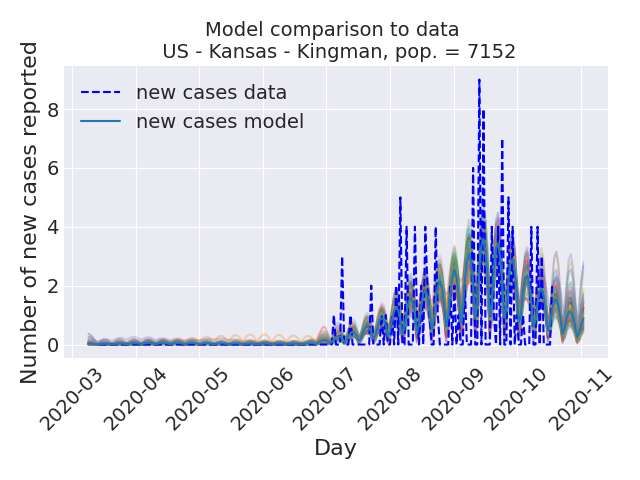 Model comparison to data
US - Kansas - Kingman, pop. = 7152
Number of new cases reported
8
6
4
2
0
new cases data
new cases model
2020-03
2020-04
2020-05
2020-06
2020-07
2020-08
2020-09
2020-10
2020-11
Day